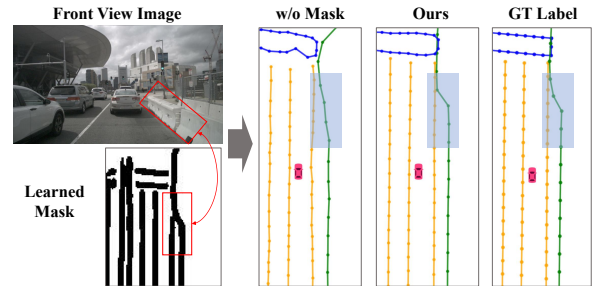 Front View Image
w/o Mask
Ours
GT Label
Learned
Mask